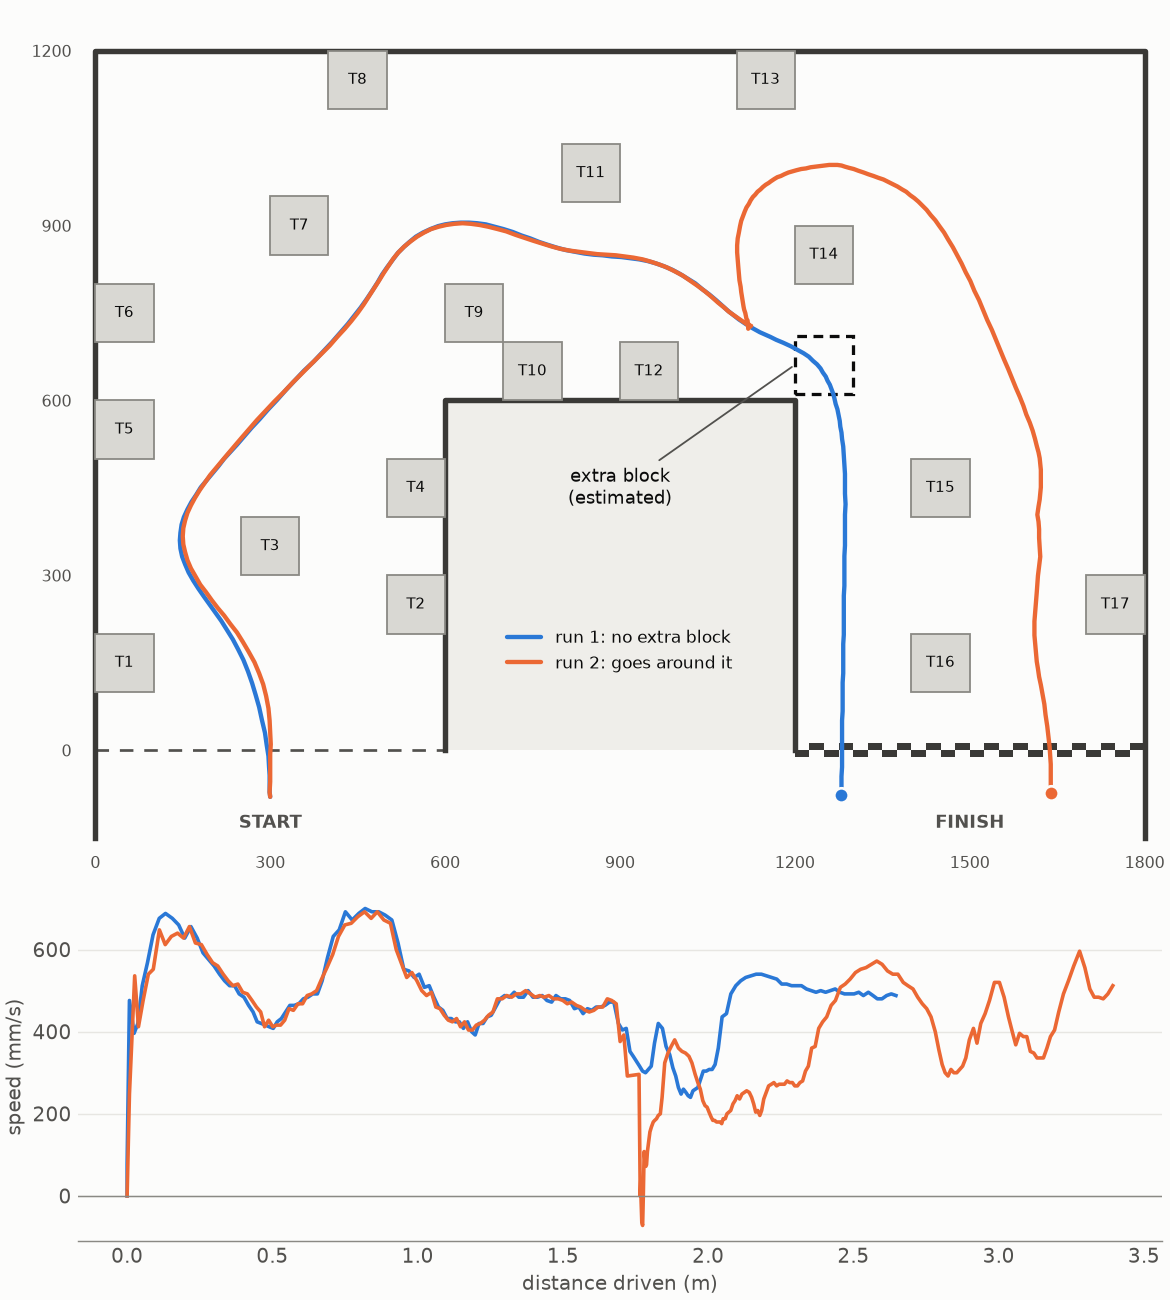 1200
T8
T13
T11
T7
900
T14
T6
T9
T10
T12
600
T5
extra block
(estimated)
T4
T15
T3
300
T2
T17
run 1: no extra block
run 2: goes around it
T1
T16
0
START
FINISH
0
300
600
900
1200
1500
1800
speed (mm/s)
600
400
200
0
0.0
0.5
1.0
1.5
2.0
2.5
3.0
3.5
distance driven (m)